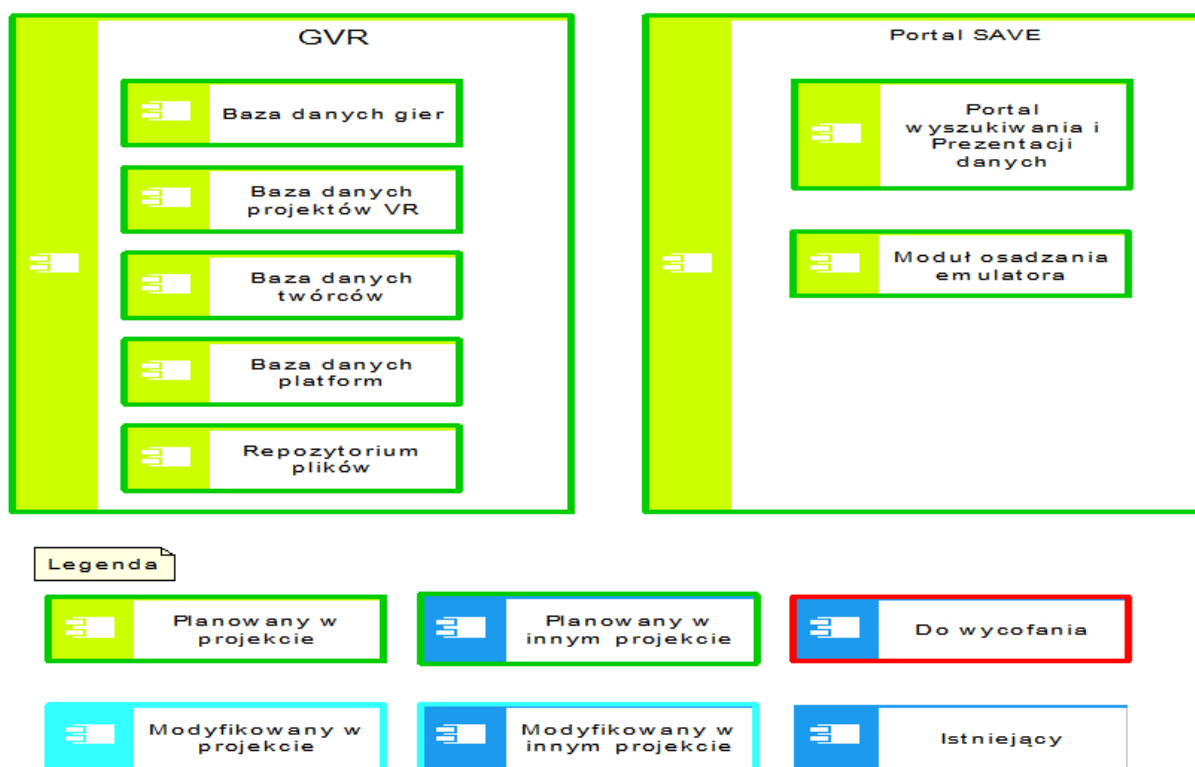 GVR
Baza danych gier
Baza danych
projektów VR
Baza danych
twórców
Baza danych
platform
Repozytorium
plików
Portal SAVE
Portal
wyszukiwania i
Prezentacji
danych
Moduł osadzania
emulatora
Legenda
Planowany w
projekcie
Planowany w
innym projekcie
Do wycofania
Modyfikowany w
projekcie
Modyfikowany w
innym projekcie
Istniejący